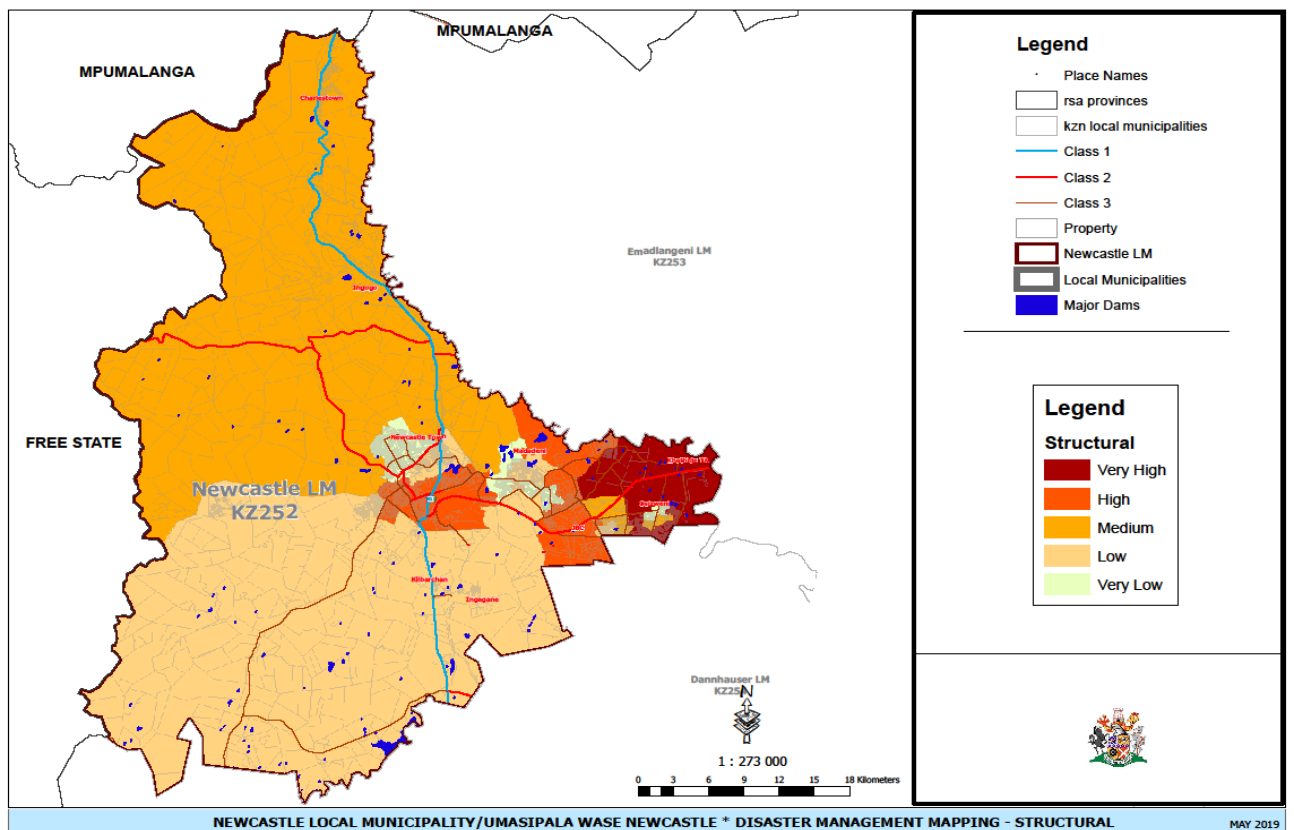 MPUMALANGA
MPUMALANGA
Charlestown
Emadlangeni LM
KZ253
Ingogo
FREE STATE
Newcastle Town
Madadeni
Newcastle LM
KZ252
Osizweni
JBC
Kilbarchan
Ingagane
Dannhauser LM
N
1 : 273 000
0 3 6 9 12 15 18 Kilometers
Legend
Place Names
rsa provinces
kzn local municipalities
Class 1
Class 2
Class 3
Property
Newcastle LM
Local Municipalities
Major Dams
Legend
Structural
Very High
High
Medium
Low
Very Low
NEWCASTLE LOCAL MUNICIPALITY/UMASIPALA WASE NEWCASTLE * DISASTER MANAGEMENT MAPPING - STRUCTURAL
MAY 2019